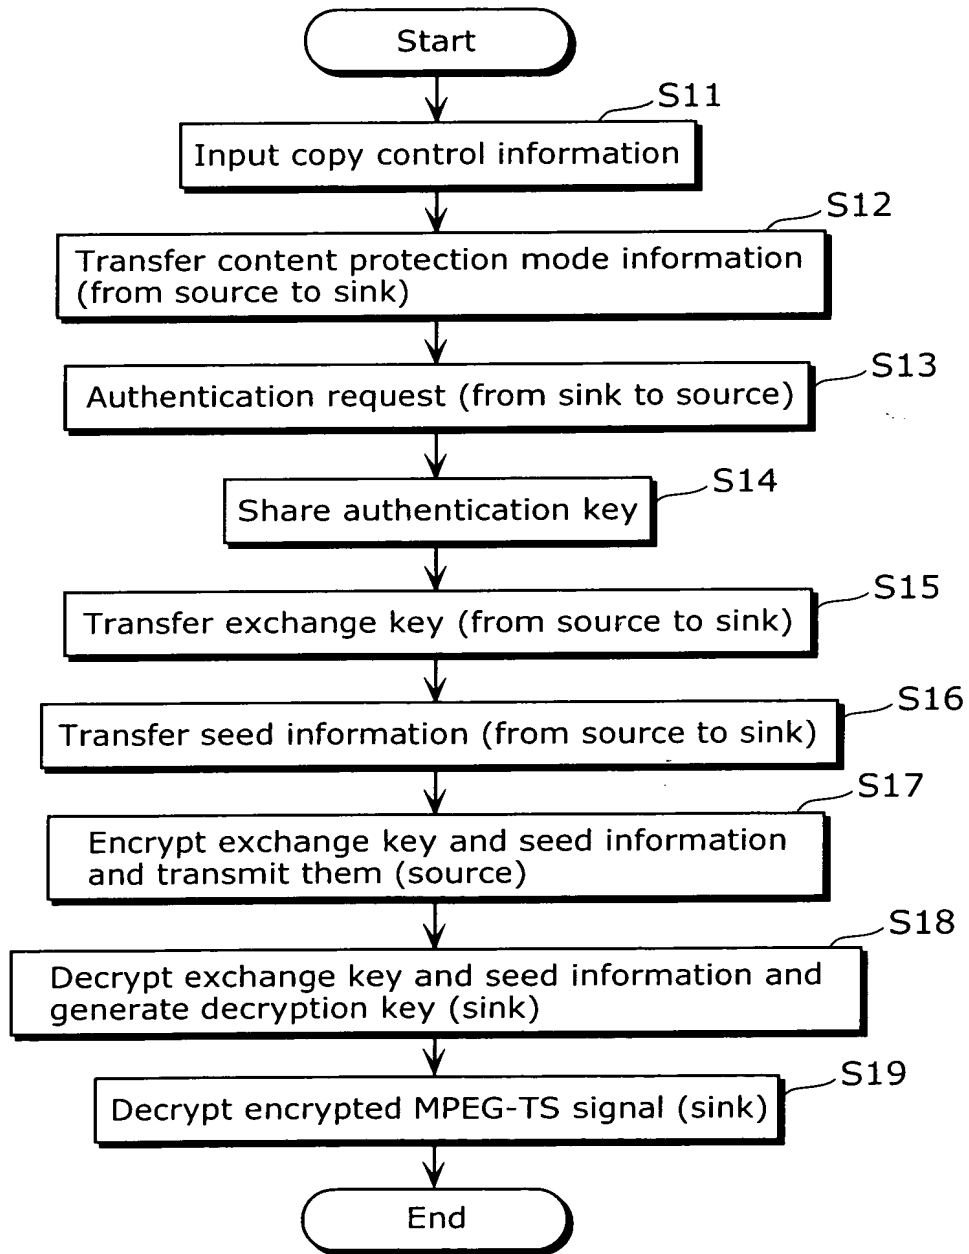 Start
S11
Input copy control information
S12
Transfer content protection mode information
(from source to sink)
S13
Authentication request (from sink to source)
S14
Share authentication key
S15
Transfer exchange key (from source to sink)
S16
Transfer seed information (from source to sink)
S17
Encrypt exchange key and seed information
and transmit them (source)
S18
Decrypt exchange key and seed information and
generate decryption key (sink)
S19
Decrypt encrypted MPEG-TS signal (sink)
End